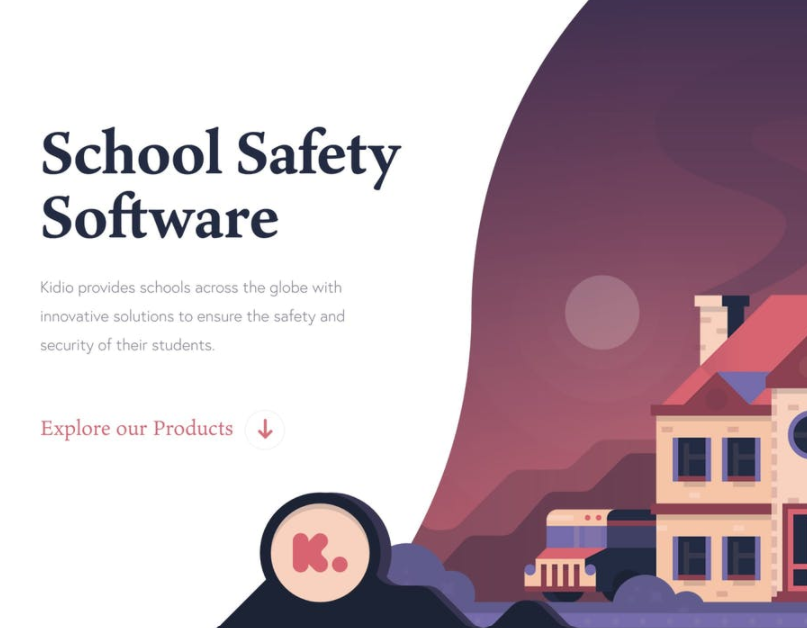 School Safety
Software
Kidio provides schools across the globe with
innovative solutions to ensure the safety and
security of their students.
Explore our Products
K.